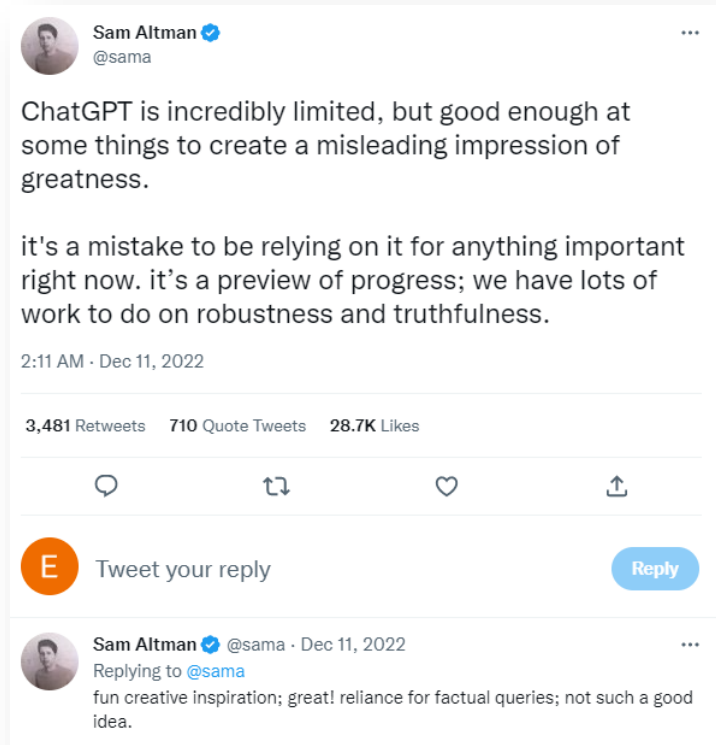 Sam Altman
@sama
ChatGPT is incredibly limited, but good enough at
some things to create a misleading impression of
greatness.
it's a mistake to be relying on it for anything important
right now. it’s a preview of progress; we have lots of
work to do on robustness and truthfulness.
2:11 AM · Dec 11, 2022
3,481 Retweets 710 Quote Tweets 28.7K Likes
E Tweet your reply Reply
Sam Altman @sama · Dec 11, 2022
Replying to @sama
fun creative inspiration; great! reliance for factual queries; not such a good
idea.